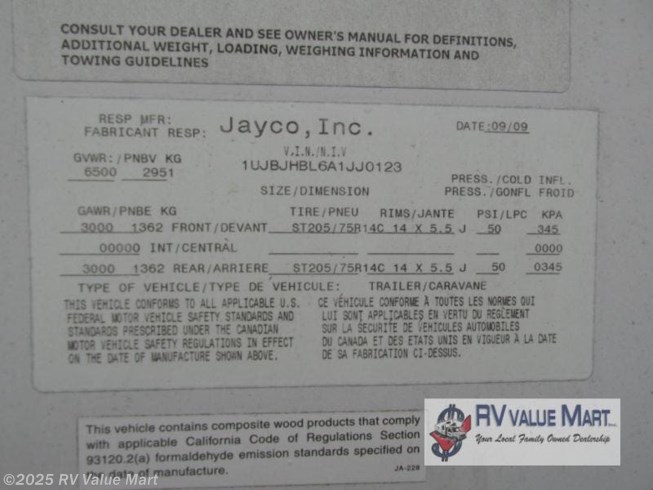 CONSULT YOUR DEALER AND SEE OWNER'S MANUAL FOR DEFINITIONS,
ADDITIONAL WEIGHT, LOADING, WEIGHING INFORMATION AND
TOWING GUIDELINES
RESP MFR:
FABRICANT RESP: Jayco, Inc. DATE:09/09
V.I.N./N.I.V
GVWR:/PNBV KG 1UJBJHBL6A1JJ0123
6500 2951
PRESS./COLD INFL.
SIZE/DIMENSION PRESS./GONFL FROID
GAWR/PNBE KG TIRE/PNEU RIMS/JANTE PSI/LPC KPA
3000 1362 FRONT/DEVANT ST205/75R14C 14 X 5.5 J 50 345
00000 INT/CENTRAL 0000
3000 1362 REAR/ARRIERE ST205/75R14C 14 X 5.5 J 50 0345
TYPE OF VEHICLE/TYPE DE VEHICULE: TRAILER/CARAVANE
THIS VEHICLE CONFORMS TO ALL APPLICABLE U.S. CE VÉHICULE CONFORME À TOUTES LES NORMES QUI
FEDERAL MOTOR VEHICLE SAFETY STANDARDS AND LUI SONT APPLICABLES EN VERTU DU REGLEMENT
STANDARDS PRESCRIBED UNDER THE CANADIAN SUR LA SECURITE DE VEHICULES AUTOMOBILES
MOTOR VEHICLE SAFETY REGULATIONS IN EFFECT DU CANADA ET DES ETATS UNIS EN VIGUEUR À LA DATE
ON THE DATE OF MANUFACTURE SHOWN ABOVE. DE SA FABRICATION CI-DESSUS.
This vehicle contains composite wood products that comply
with applicable California Code of Regulations Section
93120.2(a) formaldehyde emission standards specified on
the date of manufacture. JA-228
RV VALUE MART INC.
Your Local Family Owned Dealership
©2025 RV Value Mart